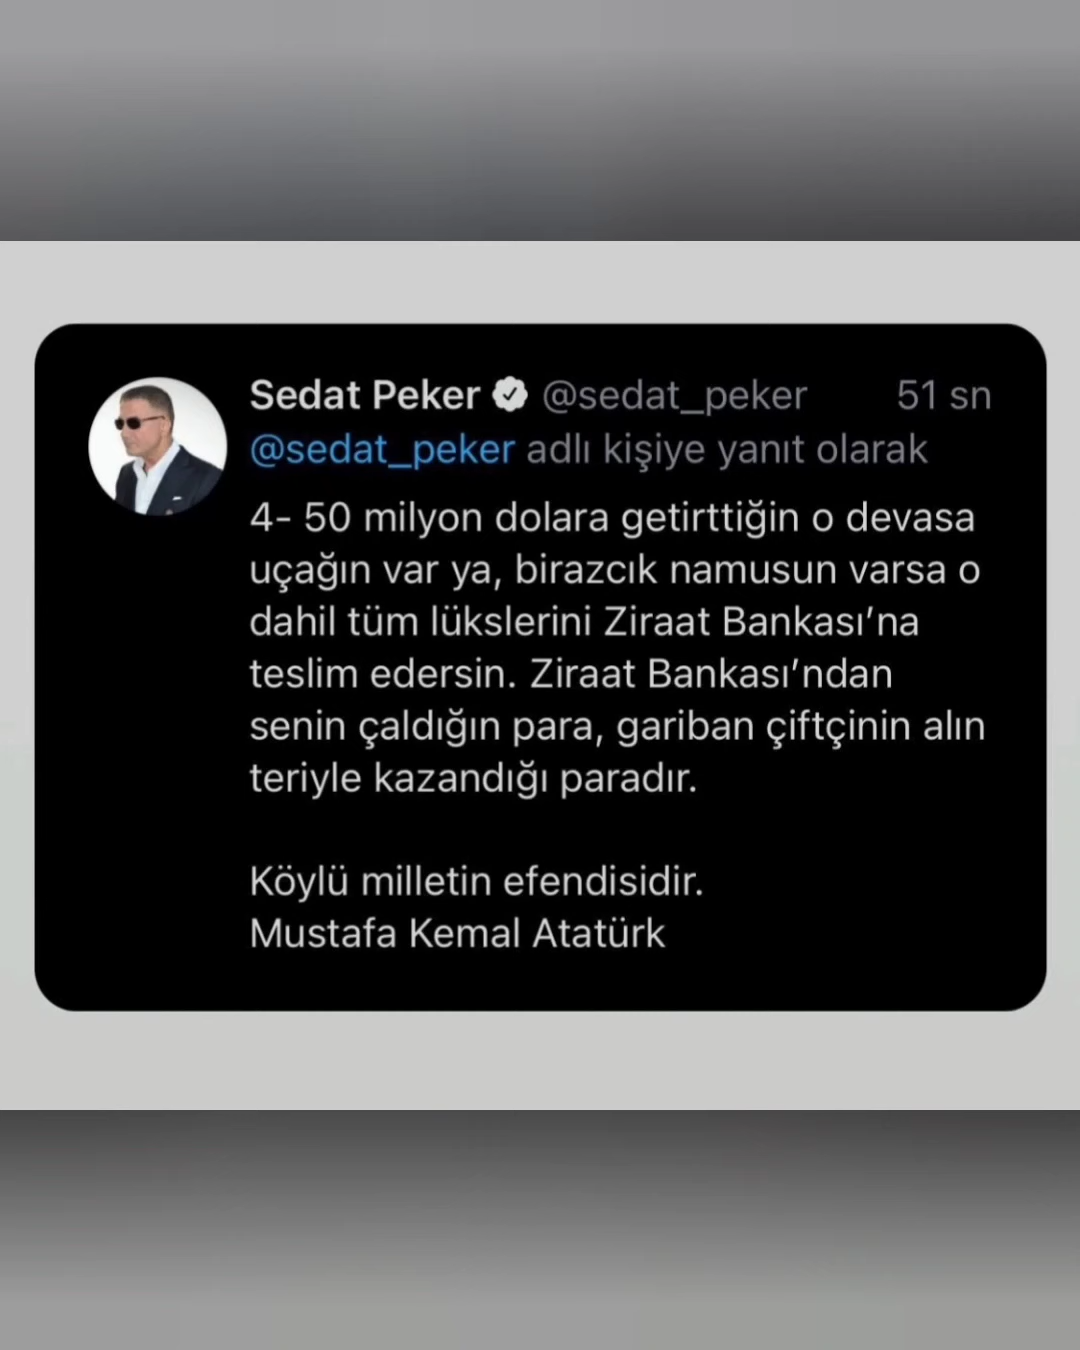 Sedat Peker @sedat_peker 51 sn
@sedat_peker adlı kişiye yanıt olarak
4- 50 milyon dolara getirttiğin o devasa
uçağın var ya, birazcık namusun varsa o
dahil tüm lükslerini Ziraat Bankası’na
teslim edersin. Ziraat Bankası’ndan
senin çaldığın para, gariban çiftçinin alın
teriyle kazandığı paradır.
Köylü milletin efendisidir.
Mustafa Kemal Atatürk